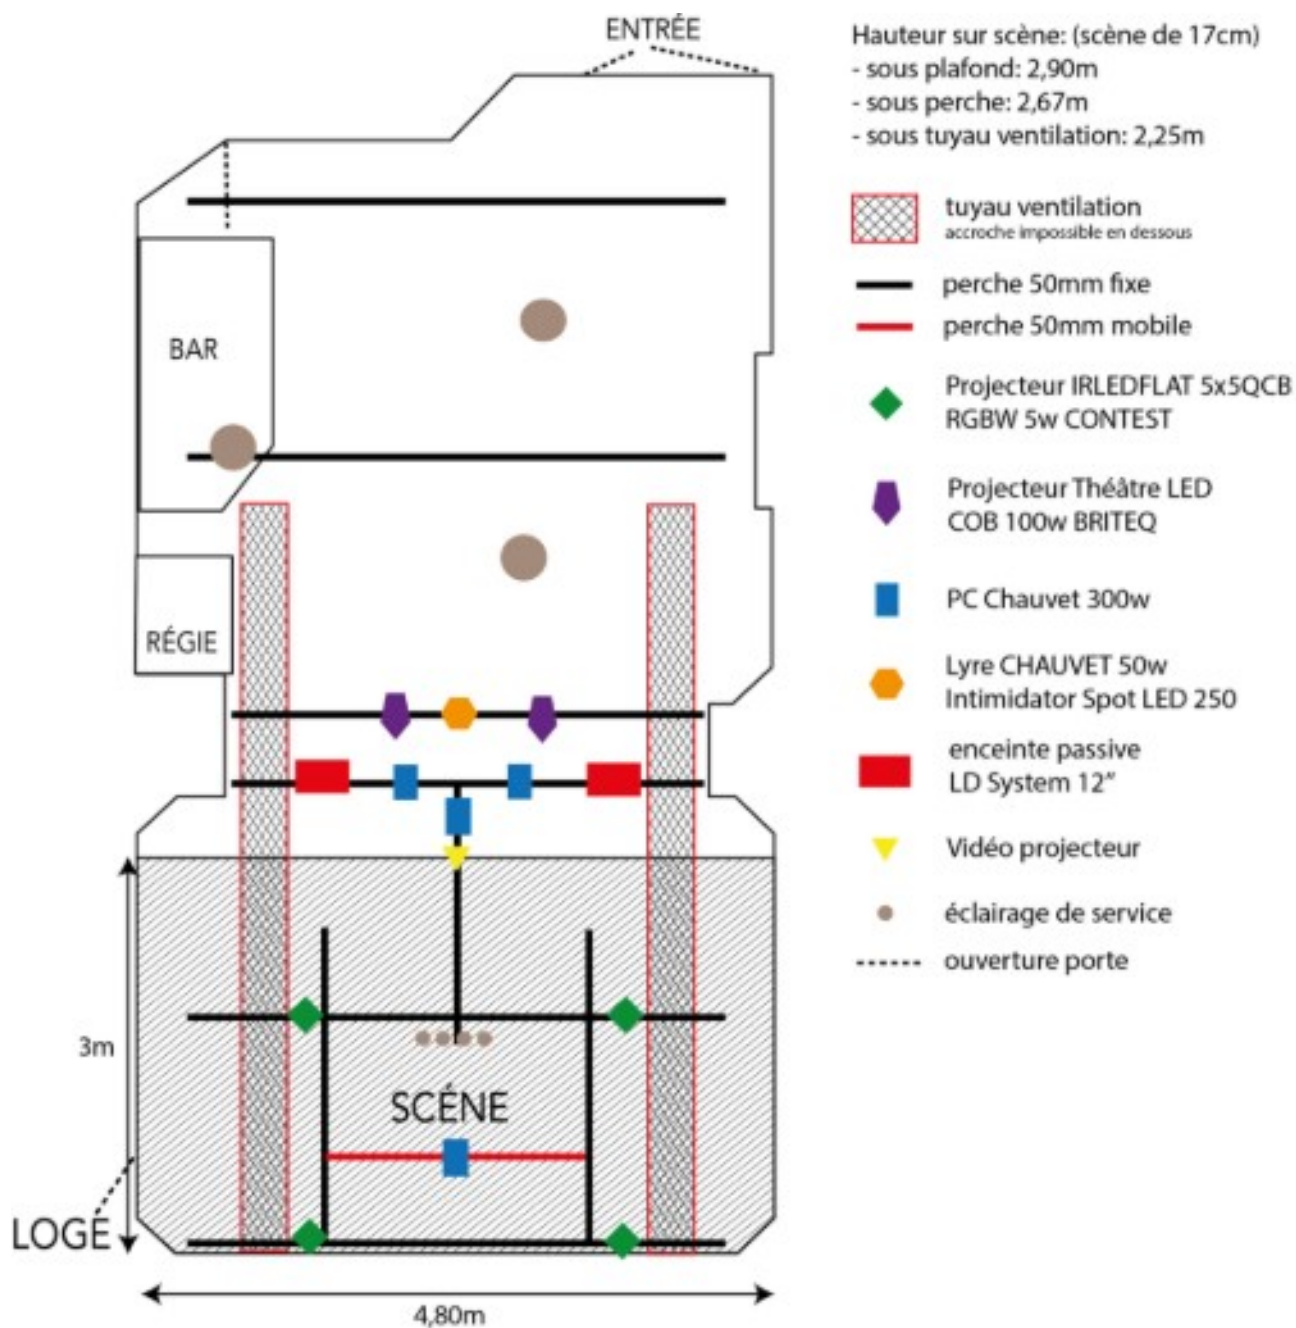 ENTRÉE
Hauteur sur scène: (scène de 17cm)
- sous plafond: 2,90m
- sous perche: 2,67m
- sous tuyau ventilation: 2,25m
tuyau ventilation
accroche impossible en dessous
perche 50mm fixe
perche 50mm mobile
Projecteur IRLEDFLAT 5x5QCB
RGBW 5w CONTEST
Projecteur Théâtre LED
COB 100w BRITEQ
PC Chauvet 300w
Lyre CHAUVET 50w
Intimidator Spot LED 250
enceinte passive
LD System 12"
Vidéo projecteur
éclairage de service
ouverture porte
BAR
RÉGIE
3m
SCÉNE
LOGE
4,80m